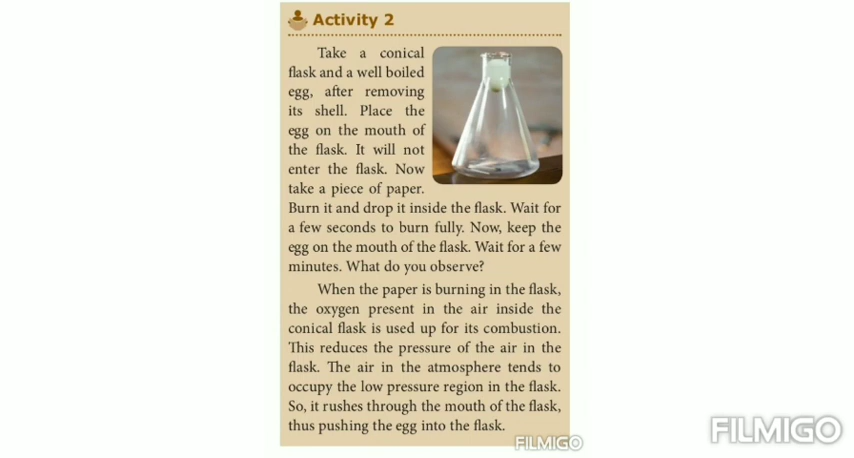 Activity 2
Take a conical
flask and a well boiled
egg, after removing
its shell. Place the
egg on the mouth of
the flask. It will not
enter the flask. Now
take a piece of paper.
Burn it and drop it inside the flask. Wait for
a few seconds to burn fully. Now, keep the
egg on the mouth of the flask. Wait for a few
minutes. What do you observe?
When the paper is burning in the flask,
the oxygen present in the air inside the
conical flask is used up for its combustion.
This reduces the pressure of the air in the
flask. The air in the atmosphere tends to
occupy the low pressure region in the flask.
So, it rushes through the mouth of the flask,
thus pushing the egg into the flask.
FILMIGO
FILMIGO